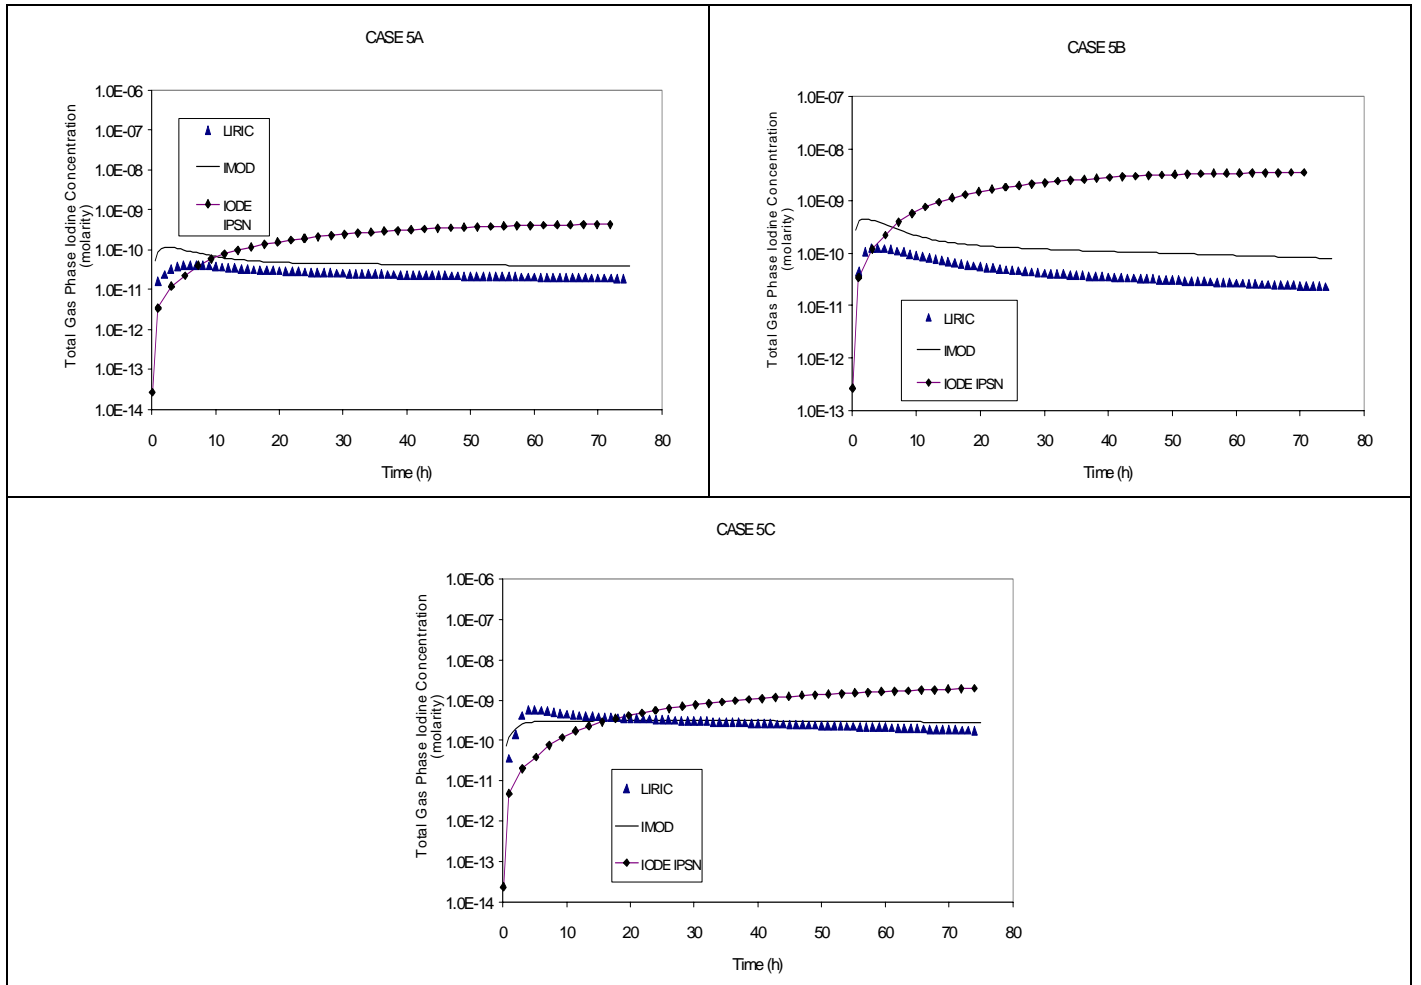 CASE 5A
Total Gas Phase Iodine Concentration
(molarity)
1.0E-06
1.0E-07
1.0E-08
1.0E-09
1.0E-10
1.0E-11
1.0E-12
1.0E-13
1.0E-14
LIRIC
IMOD
IODE
IPSN
0 10 20 30 40 50 60 70 80
Time (h)
CASE 5B
Total Gas Phase Iodine Concentration
(molarity)
1.0E-07
1.0E-08
1.0E-09
1.0E-10
1.0E-11
1.0E-12
1.0E-13
LIRIC
IMOD
IODE IPSN
0 10 20 30 40 50 60 70 80
Time (h)
CASE 5C
Total Gas Phase Iodine Concentration
(molarity)
1.0E-06
1.0E-07
1.0E-08
1.0E-09
1.0E-10
1.0E-11
1.0E-12
1.0E-13
1.0E-14
LIRIC
IMOD
IODE IPSN
0 10 20 30 40 50 60 70 80
Time (h)